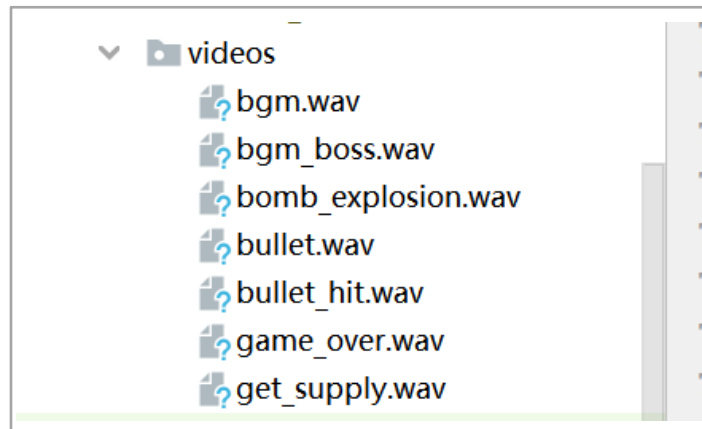 videos
bgm.wav
bgm_boss.wav
bomb_explosion.wav
bullet.wav
bullet_hit.wav
game_over.wav
get_supply.wav